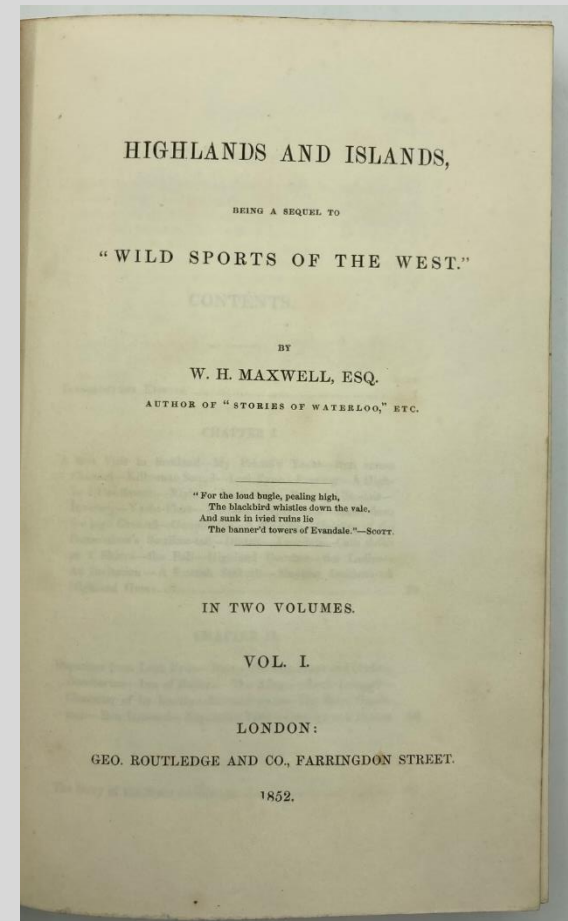 HIGHLANDS AND ISLANDS,
BEING A SEQUEL TO
“WILD SPORTS OF THE WEST.”
BY
W. H. MAXWELL, ESQ.
AUTHOR OF “STORIES OF WATERLOO,” ETC.
“For the loud bugle, pealing high,
The blackbird whistles down the vale,
And sunk in ivied ruins lie
The banner'd towers of Evandale.”—SCOTT.
IN TWO VOLUMES.
VOL. I.
LONDON:
GEO. ROUTLEDGE AND CO., FARRINGDON STREET.
1852.